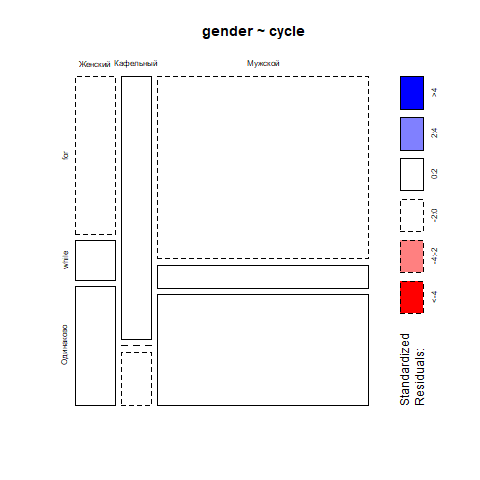 gender ~ cycle
Женский
Кафельный
Мужской
for
while
Одинаково
>4
2:4
0:2
-2:0
-4:-2
<-4
Standardized
Residuals: